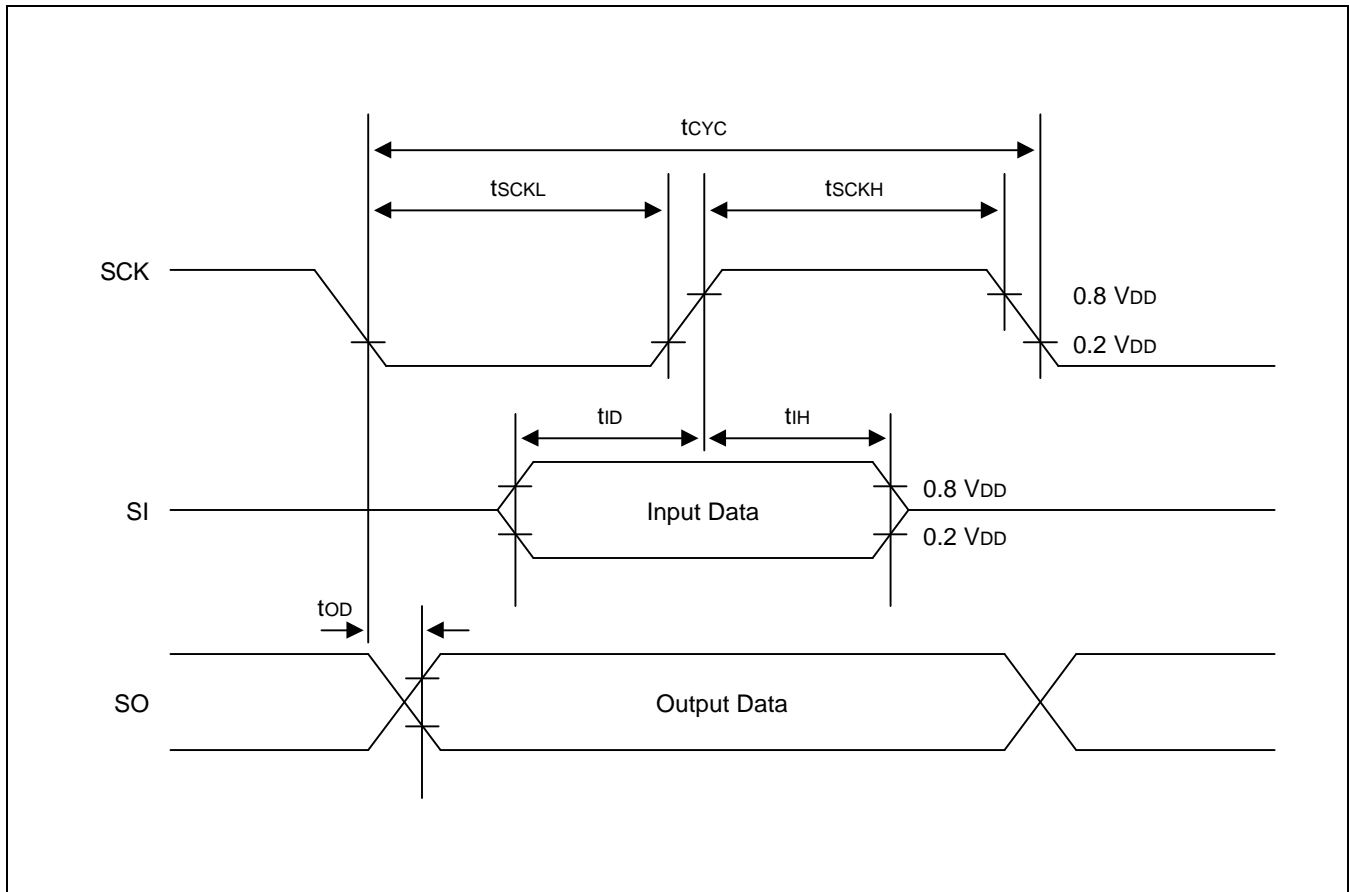 tCYC
tSCKL
tSCKH
SCK
0.8 VDD
0.2 VDD
tID
tIH
SI
Input Data
0.8 VDD
0.2 VDD
tOD
SO
Output Data